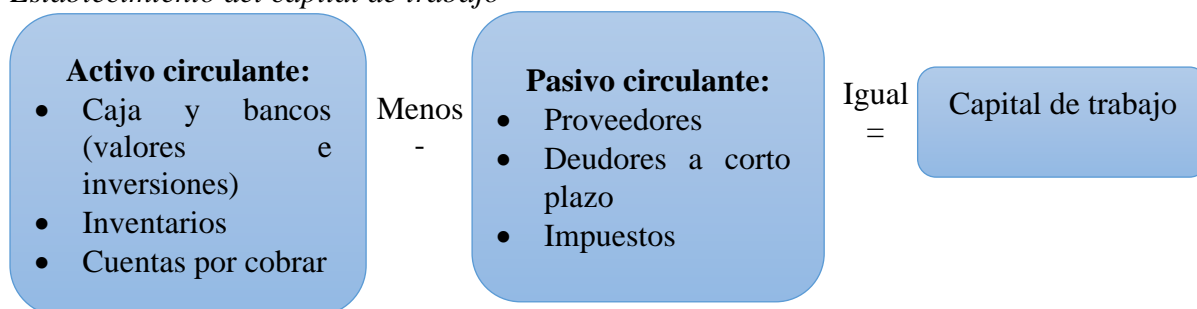 Establecimiento del capital de trabajo
Activo circulante:
• Caja y bancos
(valores e
inversiones)
• Inventarios
• Cuentas por cobrar
Menos
-
Pasivo circulante:
• Proveedores
• Deudores a corto
plazo
• Impuestos
Igual
=
Capital de trabajo